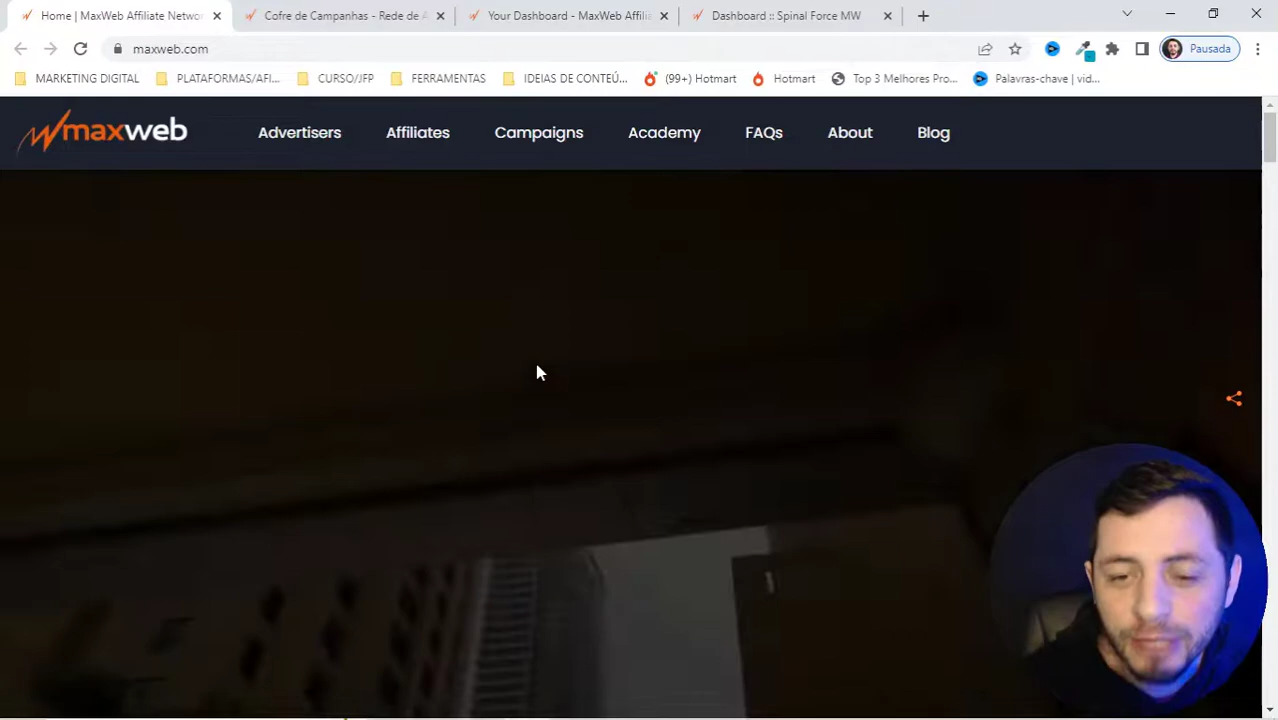 Home | MaxWeb Affiliate Networ
Cofre de Campanhas - Rede de A
Your Dashboard - MaxWeb Affilia
Dashboard :: Spinal Force MW
maxweb.com
Pausada
MARKETING DIGITAL
PLATAFORMAS/AFI...
CURSO/JFP
FERRAMENTAS
IDEIAS DE CONTEÚ...
(99+) Hotmart
Hotmart
Top 3 Melhores Pro...
Palavras-chave | vid...
maxweb
Advertisers
Affiliates
Campaigns
Academy
FAQs
About
Blog